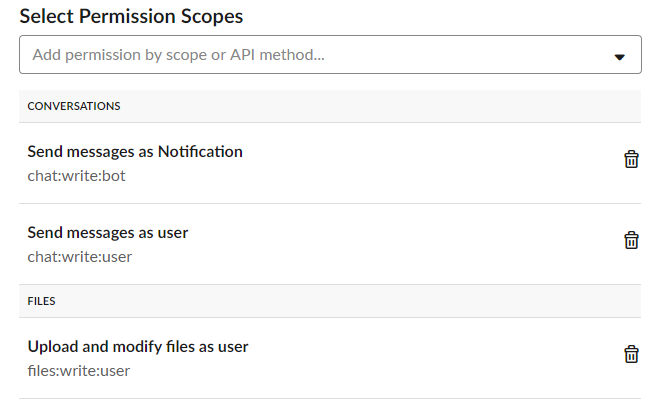 Select Permission Scopes
Add permission by scope or API method...
CONVERSATIONS
Send messages as Notification
chat:write:bot
Send messages as user
chat:write:user
FILES
Upload and modify files as user
files:write:user